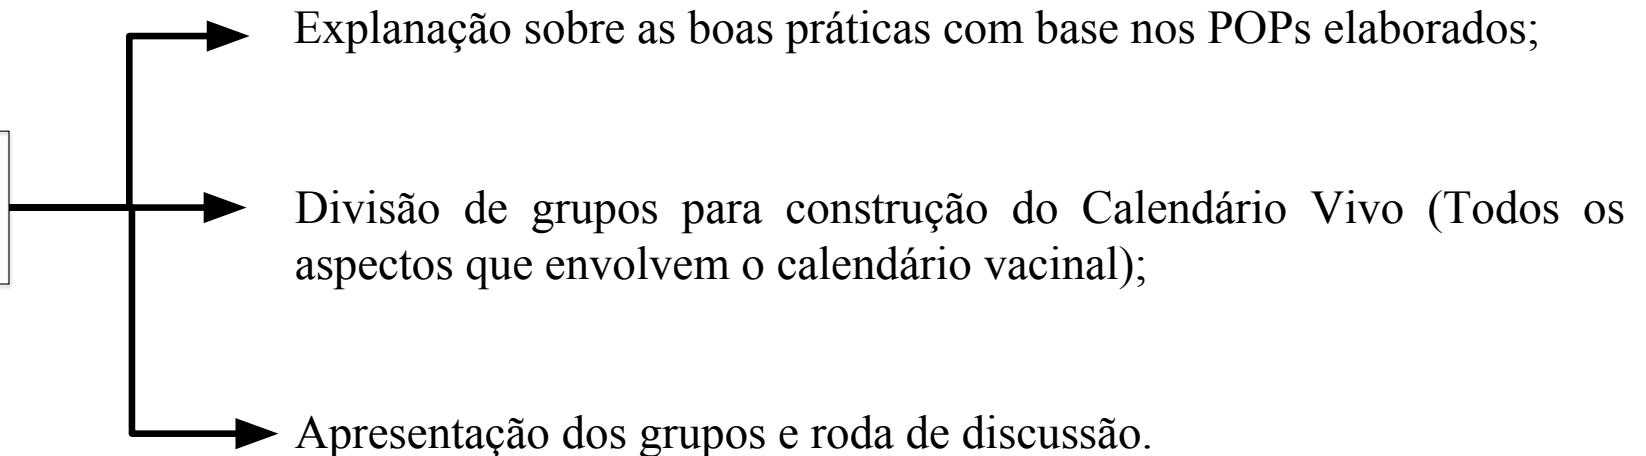 Explanação sobre as boas práticas com base nos POPs elaborados;
Divisão de grupos para construção do Calendário Vivo (Todos os
aspectos que envolvem o calendário vacinal);
Apresentação dos grupos e roda de discussão.